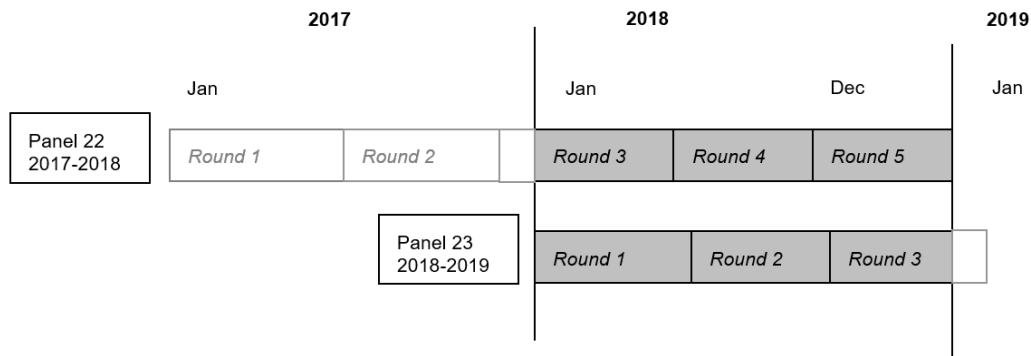 2017 2018 2019
Jan Jan Dec Jan
Panel 22
2017-2018
Round 1 Round 2 Round 3 Round 4 Round 5
Panel 23
2018-2019
Round 1 Round 2 Round 3